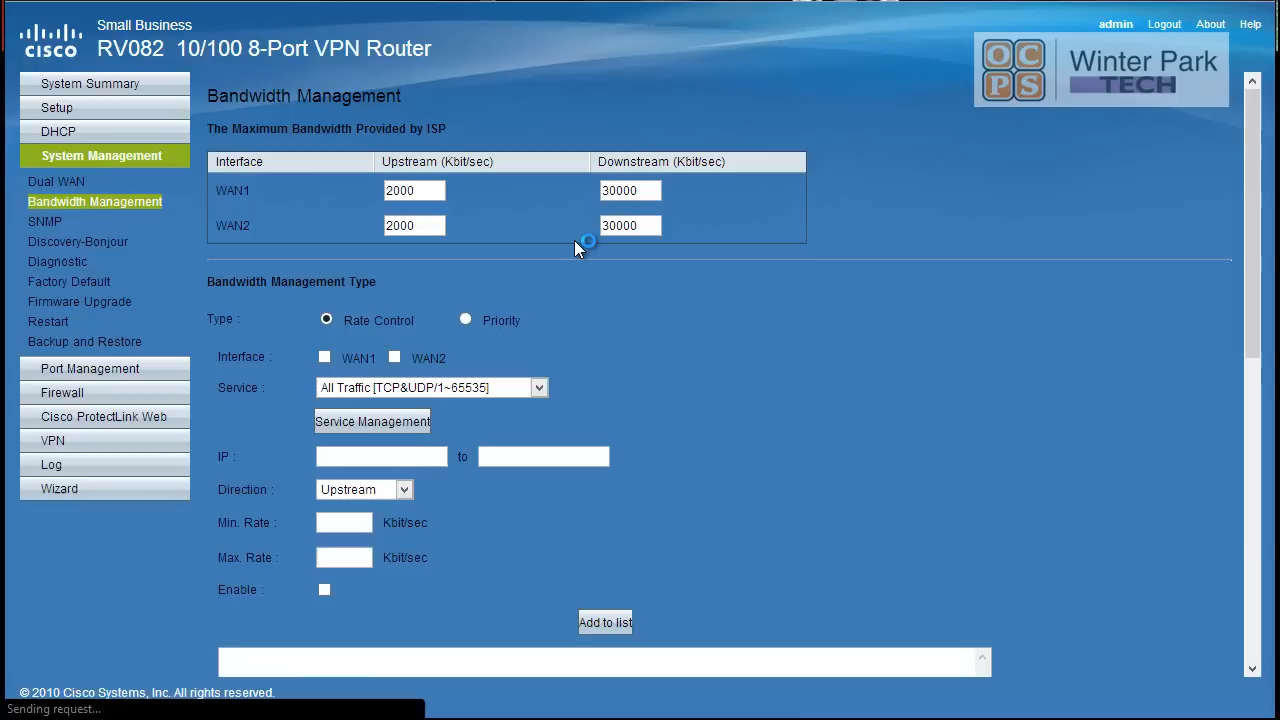 Small Business
CISCO RV082 10/100 8-Port VPN Router
admin Logout About Help
OCPS Winter Park TECH
System Summary
Setup
DHCP
System Management
Dual WAN
Bandwidth Management
SNMP
Discovery-Bonjour
Diagnostic
Factory Default
Firmware Upgrade
Restart
Backup and Restore
Port Management
Firewall
Cisco ProtectLink Web
VPN
Log
Wizard
Bandwidth Management
The Maximum Bandwidth Provided by ISP
Interface Upstream (Kbit/sec) Downstream (Kbit/sec)
WAN1 2000 30000
WAN2 2000 30000
Bandwidth Management Type
Type : Rate Control Priority
Interface : WAN1 WAN2
Service : All Traffic [TCP&UDP/1~65535]
Service Management
IP : to
Direction : Upstream
Min. Rate : Kbit/sec
Max. Rate : Kbit/sec
Enable :
Add to list
© 2010 Cisco Systems, Inc. All rights reserved.
Sending request...